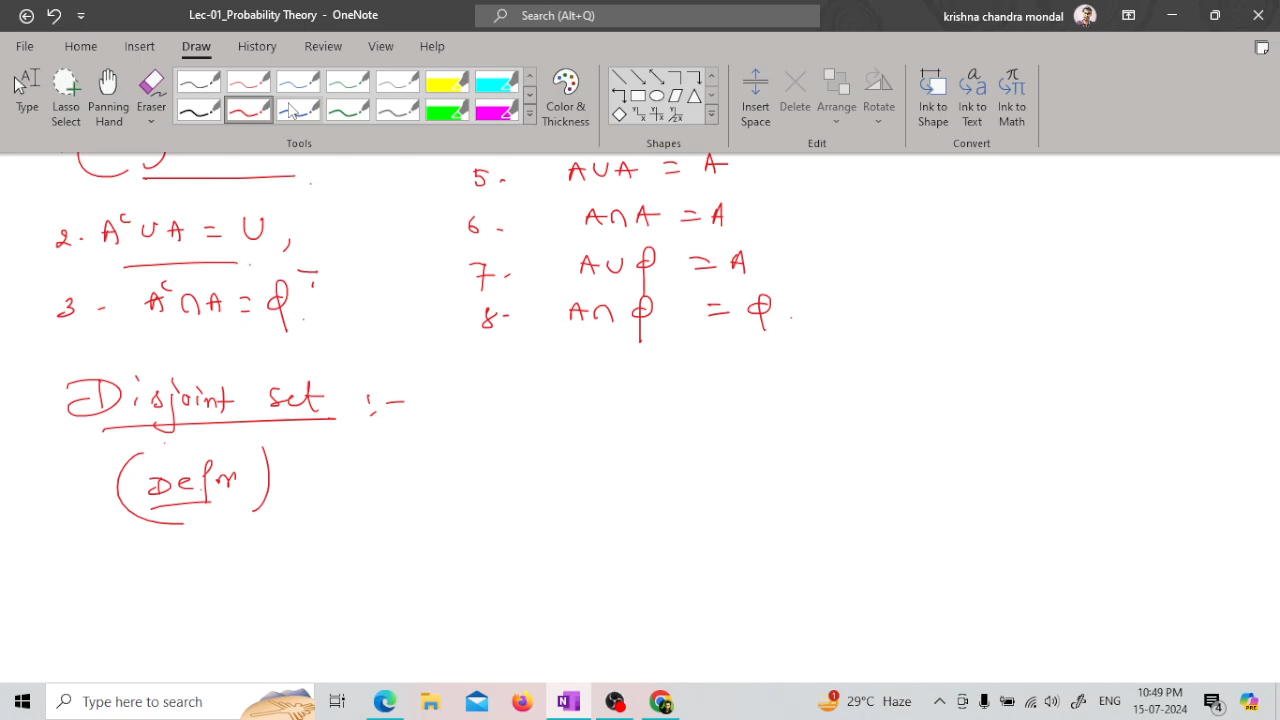 Lec-01_Probability Theory - OneNote
Search (Alt+Q)
krishna chandra mondal
File Home Insert Draw View History Review View Help
Type Lasso Select Panning Hand Eraser
Color & Thickness
Insert Space Delete Arrange Rotate
Ink to Shape Ink to Text Ink to Math
Tools Shapes Edit Convert
5. A∪A = A
2. Aᶜ∪A = U,
6. A∩A = A
7. A∪φ = A
3 - Aᶜ∩A = φ
8. A∩φ = φ.
Disjoint set :-
(Defn)
Type here to search
1
29°C Haze
ENG
10:49 PM
15-07-2024
4